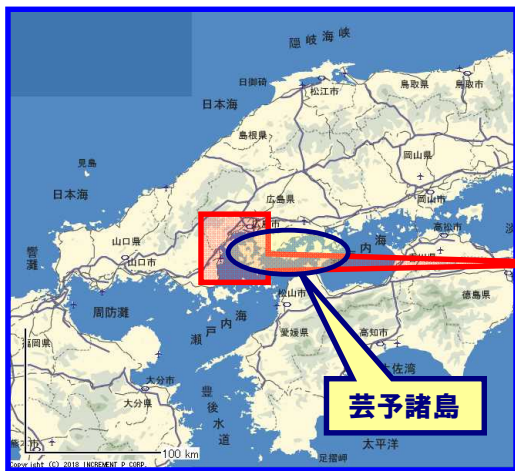 隠岐海峡
日御碕
松江市
鳥取県
鳥取市
日本海
島根県
見島
岡山県
日本海
広島県
岡山市
広島市
高松市
響灘
山口県
山口市
内海
松山市
徳島県
周防灘
瀬戸内海
愛媛県
高知市
福岡県
大分市
豊後水道
土佐湾
大分県
芸予諸島
熊本市
100 km
太平洋
足摺岬
Copyright (C) 2018 INCREMENT P CORP.